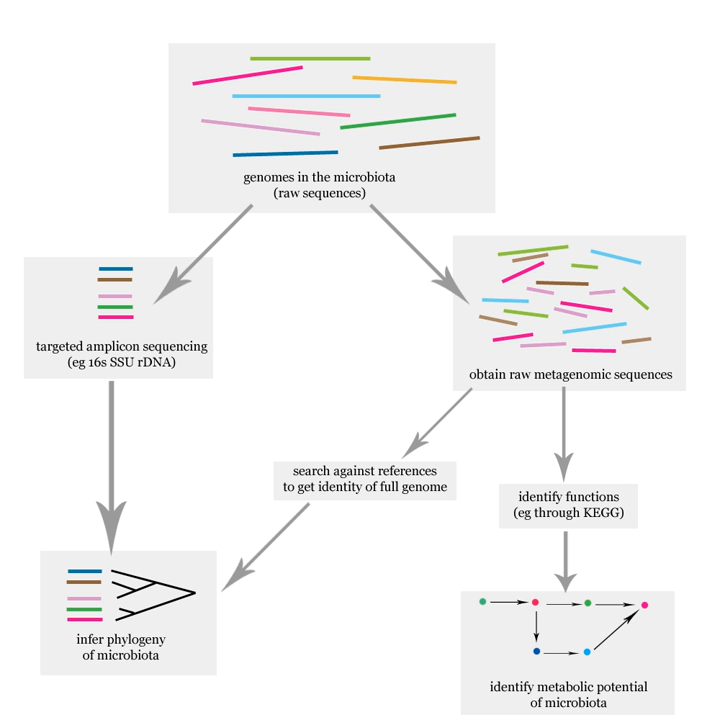 genomes in the microbiota
(raw sequences)
targeted amplicon sequencing
(eg 16s SSU rDNA)
obtain raw metagenomic sequences
search against references
to get identity of full genome
identify functions
(eg through KEGG)
infer phylogeny
of microbiota
identify metabolic potential
of microbiota